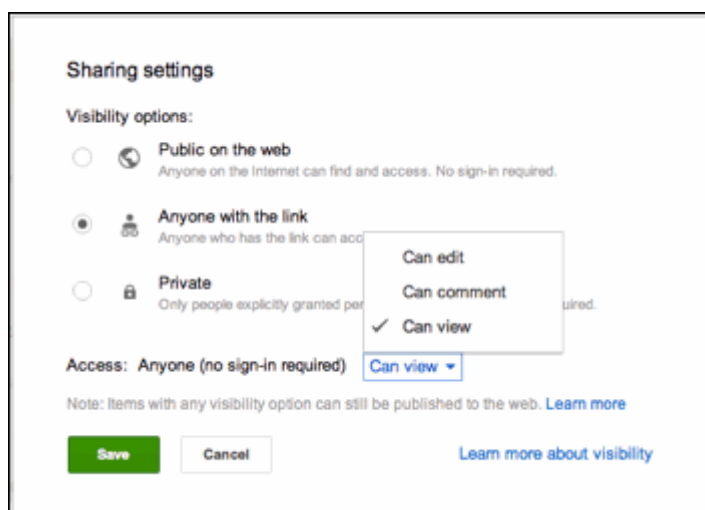 Sharing settings
Visibility options:
Public on the web
Anyone on the Internet can find and access. No sign-in required.
Anyone with the link
Anyone who has the link can acc
Can edit
Private
Can comment
Only people explicitly granted per
uired.
Can view
Access: Anyone (no sign-in required) Can view
Note: Items with any visibility option can still be published to the web. Learn more
Save Cancel Learn more about visibility